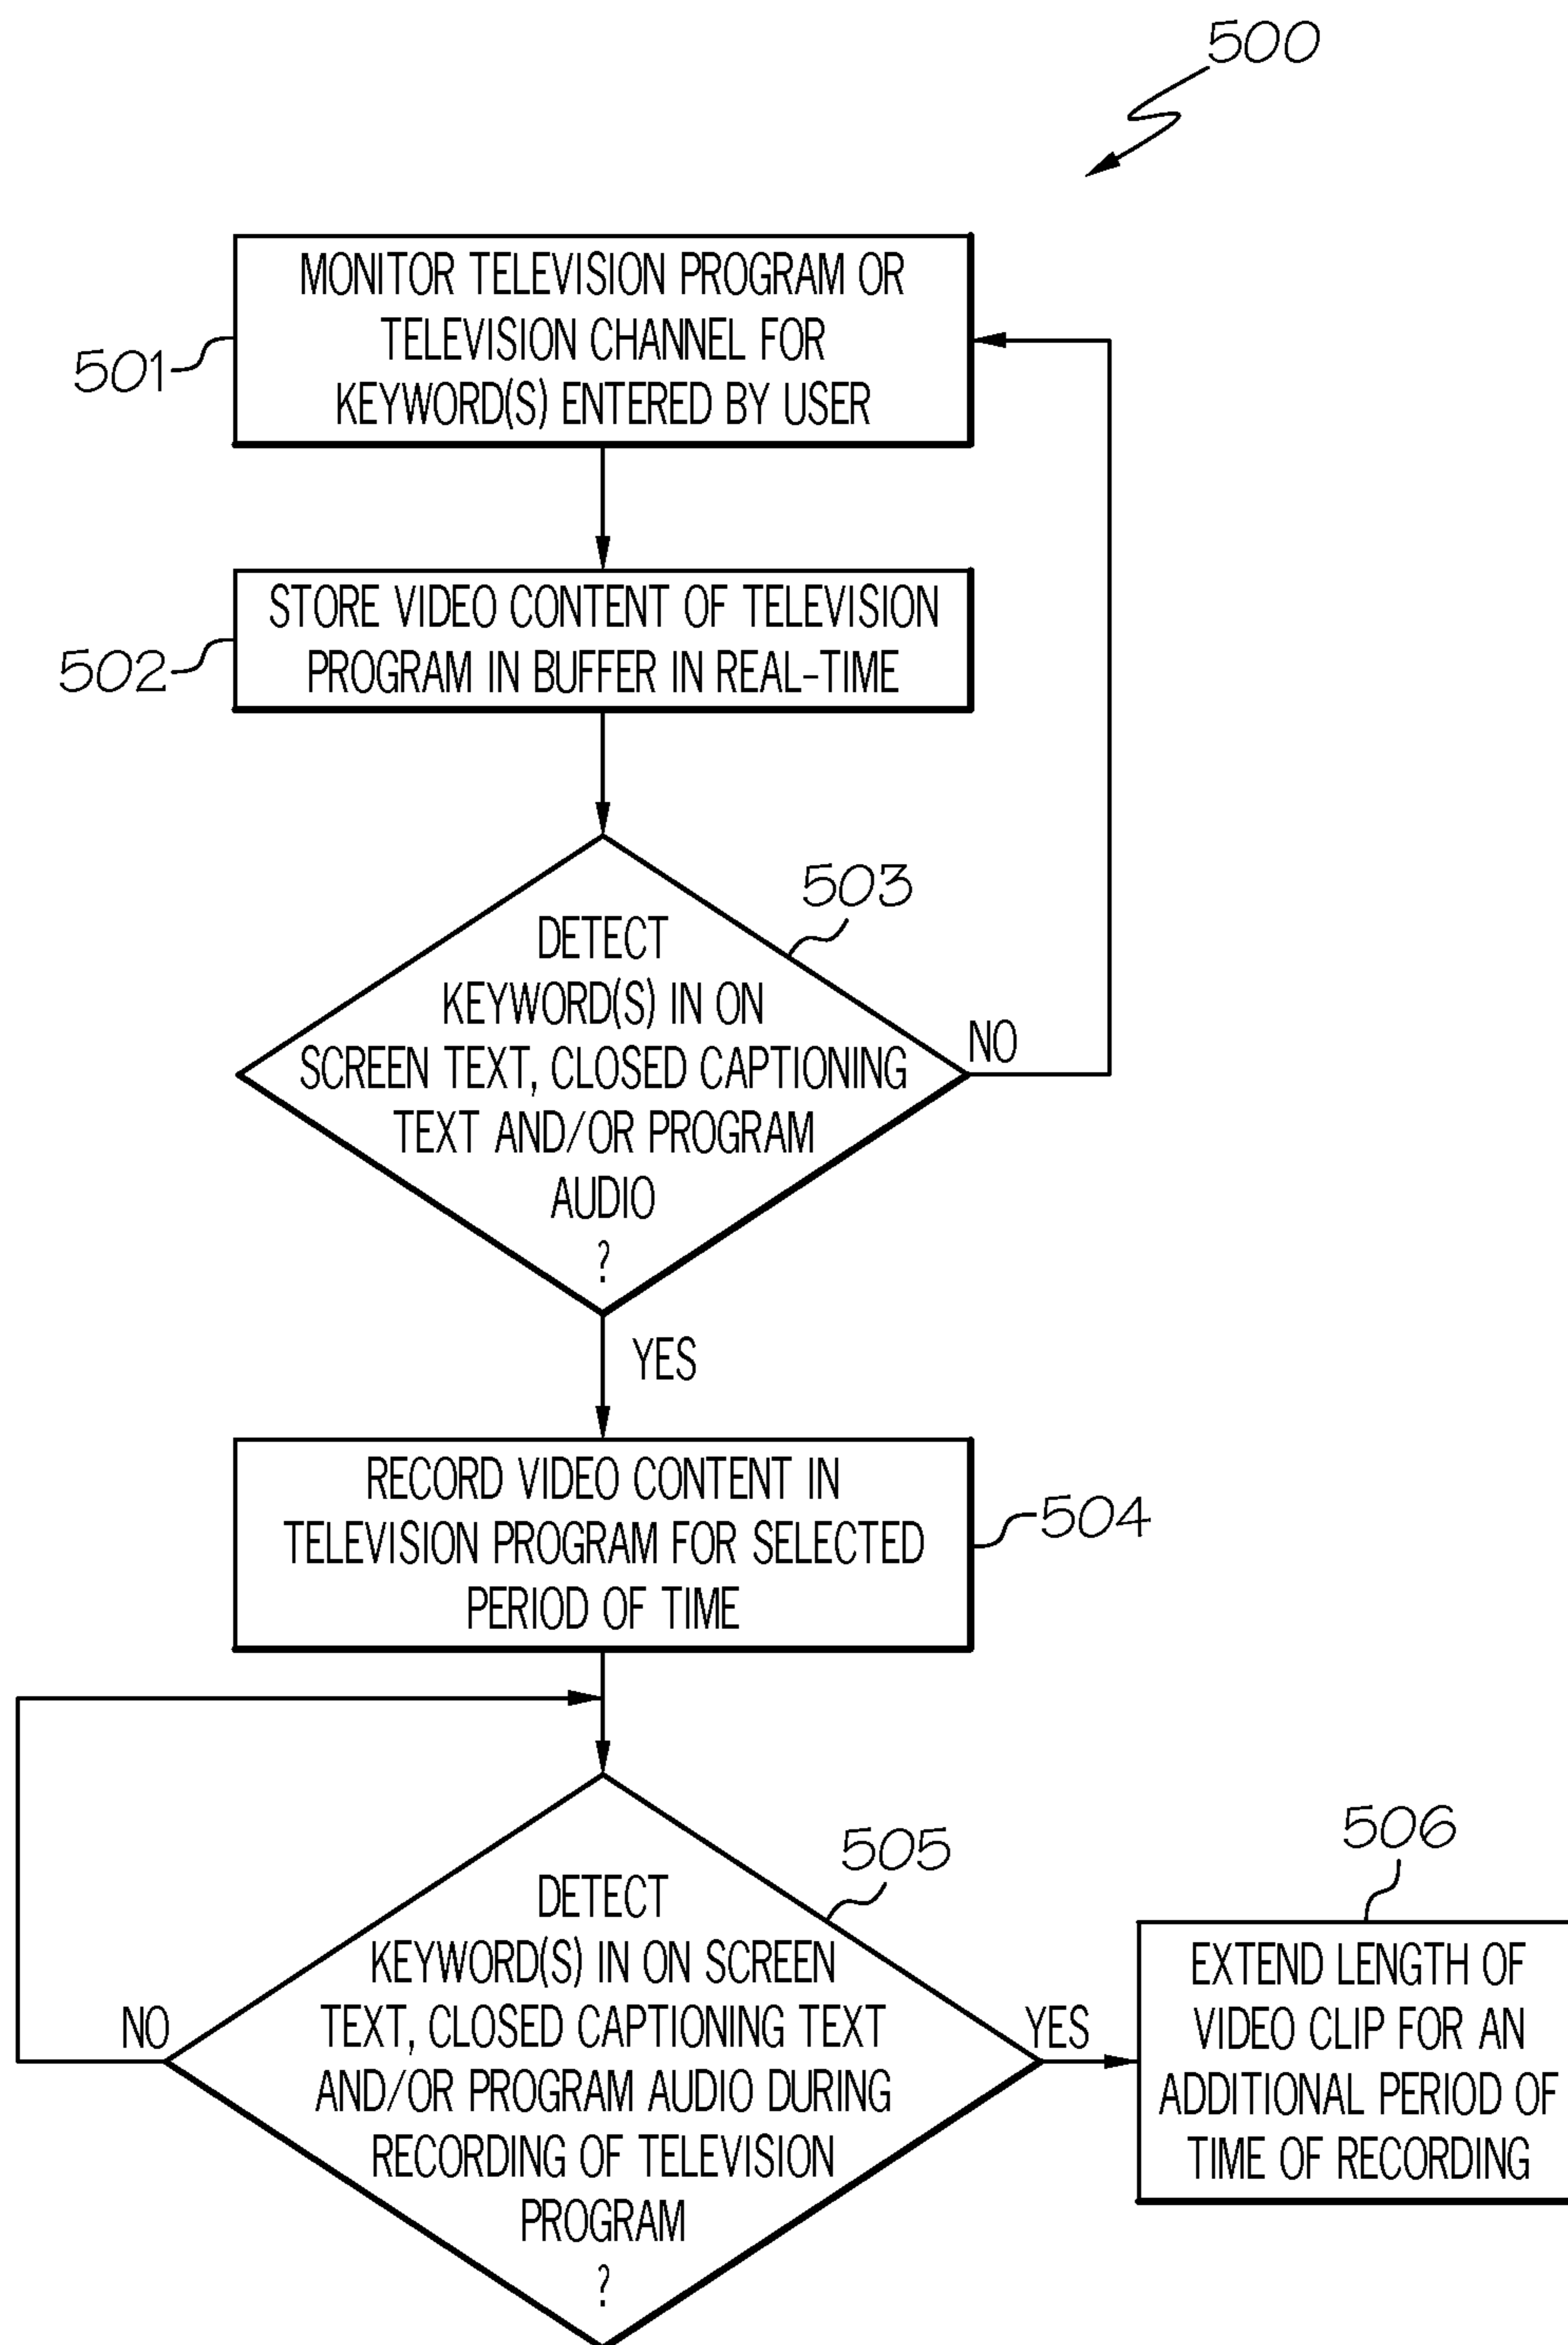 500
MONITOR TELEVISION PROGRAM OR
TELEVISION CHANNEL FOR
KEYWORD(S) ENTERED BY USER
501
STORE VIDEO CONTENT OF TELEVISION
PROGRAM IN BUFFER IN REAL-TIME
502
503
DETECT
KEYWORD(S) IN ON
SCREEN TEXT, CLOSED CAPTIONING
TEXT AND/OR PROGRAM
AUDIO
?
NO
YES
RECORD VIDEO CONTENT IN
TELEVISION PROGRAM FOR SELECTED
PERIOD OF TIME
504
505
DETECT
KEYWORD(S) IN ON SCREEN
TEXT, CLOSED CAPTIONING TEXT
AND/OR PROGRAM AUDIO DURING
RECORDING OF TELEVISION
PROGRAM
?
NO
YES
506
EXTEND LENGTH OF
VIDEO CLIP FOR AN
ADDITIONAL PERIOD OF
TIME OF RECORDING